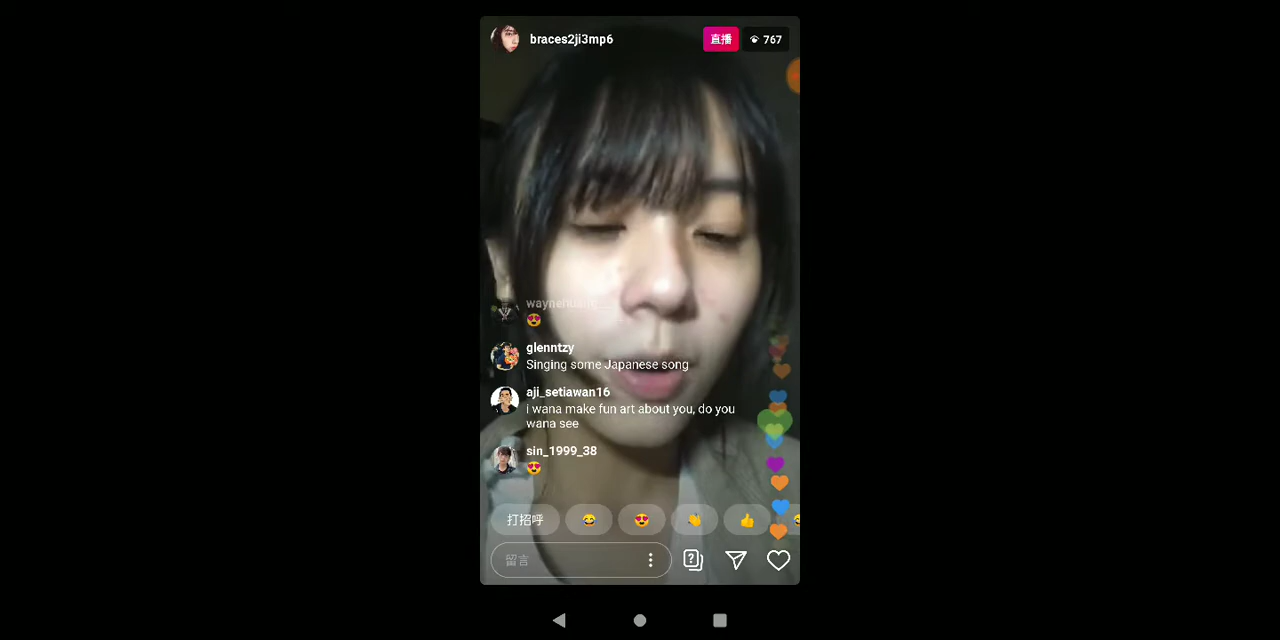 braces2ji3mp6
直播
767
glenntzy
Singing some Japanese song
aji_setiawan16
i wana make fun art about you, do you
wana see
sin_1999_38
打招呼
留言